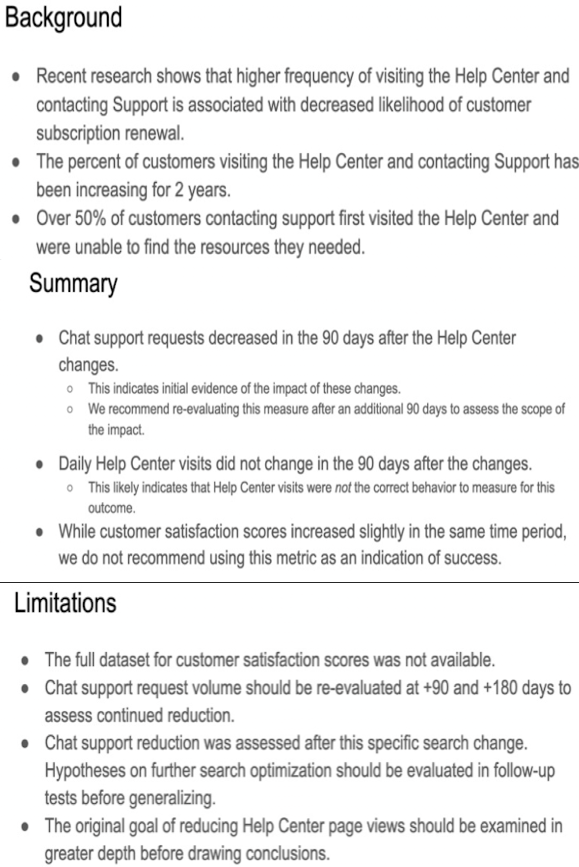 Background
● Recent research shows that higher frequency of visiting the Help Center and
contacting Support is associated with decreased likelihood of customer
subscription renewal.
● The percent of customers visiting the Help Center and contacting Support has
been increasing for 2 years.
● Over 50% of customers contacting support first visited the Help Center and
were unable to find the resources they needed.
Summary
● Chat support requests decreased in the 90 days after the Help Center
changes.
○ This indicates initial evidence of the impact of these changes.
○ We recommend re-evaluating this measure after an additional 90 days to assess the scope of
the impact.
● Daily Help Center visits did not change in the 90 days after the changes.
○ This likely indicates that Help Center visits were not the correct behavior to measure for this
outcome.
● While customer satisfaction scores increased slightly in the same time period,
we do not recommend using this metric as an indication of success.
Limitations
● The full dataset for customer satisfaction scores was not available.
● Chat support request volume should be re-evaluated at +90 and +180 days to
assess continued reduction.
● Chat support reduction was assessed after this specific search change.
Hypotheses on further search optimization should be evaluated in follow-up
tests before generalizing.
● The original goal of reducing Help Center page views should be examined in
greater depth before drawing conclusions.